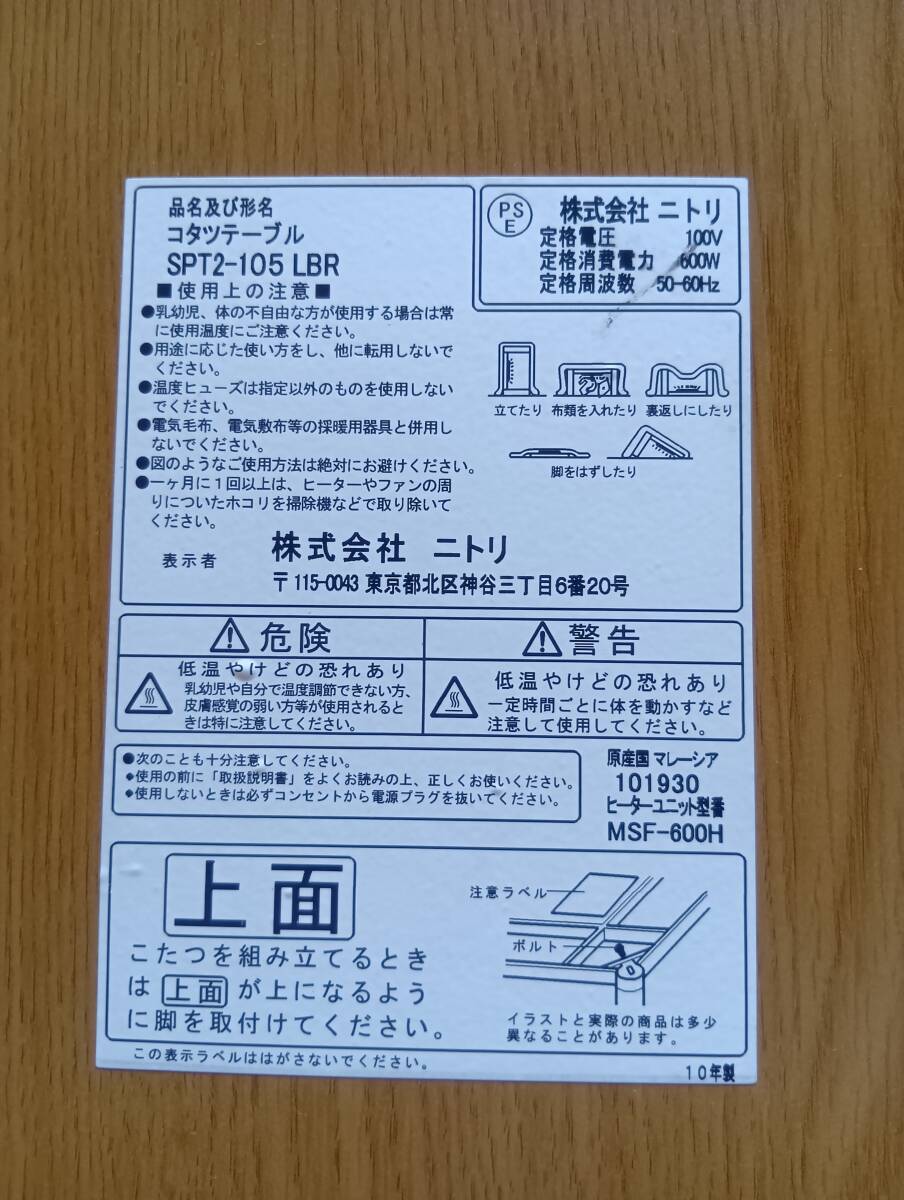 品名及び形名
コタツテーブル
SPT2-105 LBR
■使用上の注意■
●乳幼児、体の不自由な方が使用する場合は常
に使用温度にご注意ください。
●用途に応じた使い方をし、他に転用しないで
ください。
●温度ヒューズは指定以外のものを使用しない
でください。
●電気毛布、電気敷布等の採暖用器具と併用し
ないでください。
●図のようなご使用方法は絶対にお避けください。
●一ヶ月に1回以上は、ヒーターやファンの周
りについたホコリを掃除機などで取り除いて
ください。
PS
E
株式会社 ニトリ
定格電圧 100V
定格消費電力 600W
定格周波数 50-60Hz
立てたり 布類を入れたり 裏返しにしたり
脚をはずしたり
表示者 株式会社 ニトリ
〒115-0043 東京都北区神谷三丁目6番20号
危険
低温やけどの恐れあり
乳幼児や自分で温度調節できない方、
皮膚感覚の弱い方等が使用されると
きは特に注意してください。
警告
低温やけどの恐れあり
一定時間ごとに体を動かすなど
注意して使用してください。
●次のことも十分注意してください。
◆使用の前に「取扱説明書」をよくお読みの上、正しくお使いください。
◆使用しないときは必ずコンセントから電源プラグを抜いてください。
原産国 マレーシア
101930
ヒーターユニット型番
MSF-600H
上面
こたつを組み立てるとき
は 上面 が上になるよう
に脚を取付けてください。
注意ラベル
ボルト
イラストと実際の商品は多少
異なることがあります。
この表示ラベルははがさないでください。
10年製